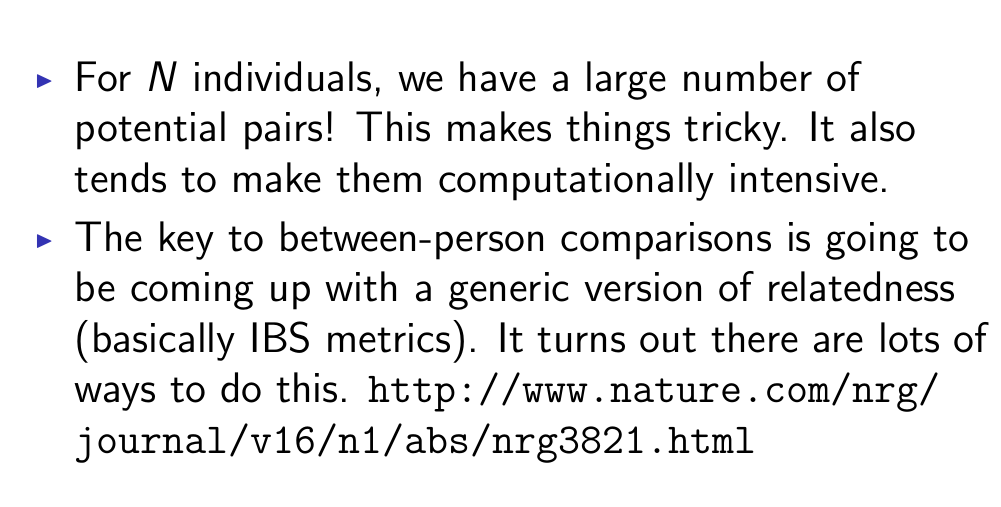 ▶ For N individuals, we have a large number of
potential pairs! This makes things tricky. It also
tends to make them computationally intensive.
▶ The key to between-person comparisons is going to
be coming up with a generic version of relatedness
(basically IBS metrics). It turns out there are lots of
ways to do this. http://www.nature.com/nrg/
journal/v16/n1/abs/nrg3821.html